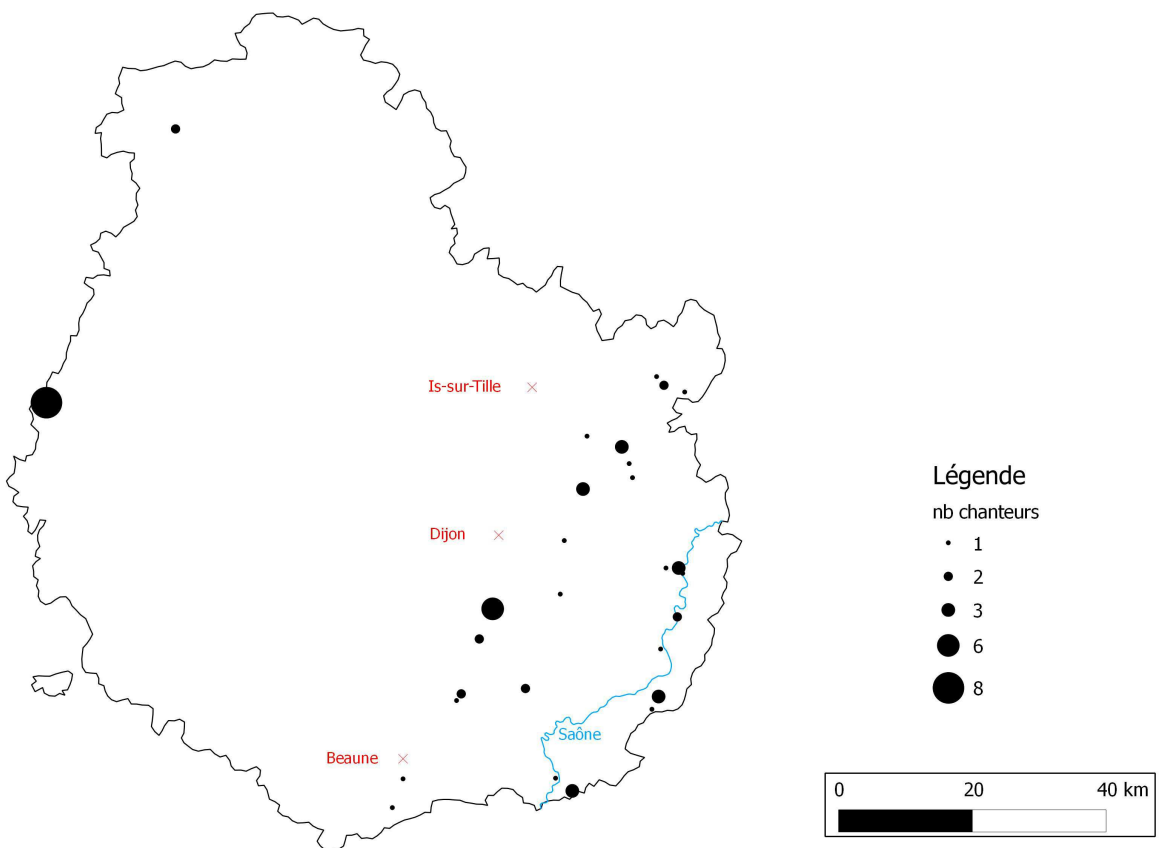 Is-sur-Tille
Dijon
Beaune
Saône
Légende
nb chanteurs
1
2
3
6
8
0 20 40 km